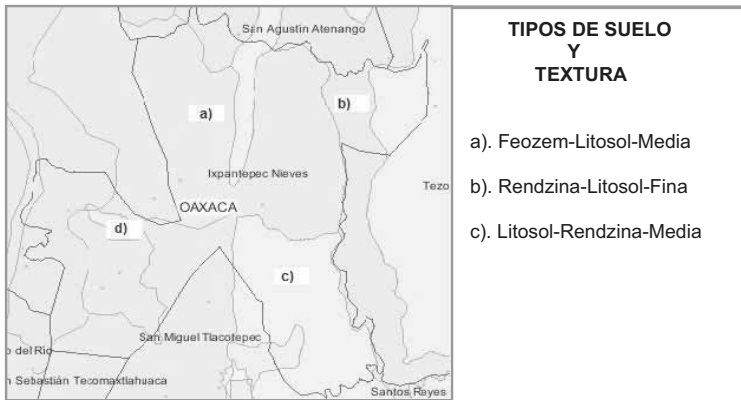 San Agustin Atenango
b)
a)
Ixpantepec Nieves
Tezo
OAXACA
d)
c)
San Miguel Tlacotepec
o del Rio
n Sebastián Tecomaxtlahuaca
Santos Reyes
TIPOS DE SUELO
Y
TEXTURA
a). Feozem-Litosol-Media
b). Rendzina-Litosol-Fina
c). Litosol-Rendzina-Media